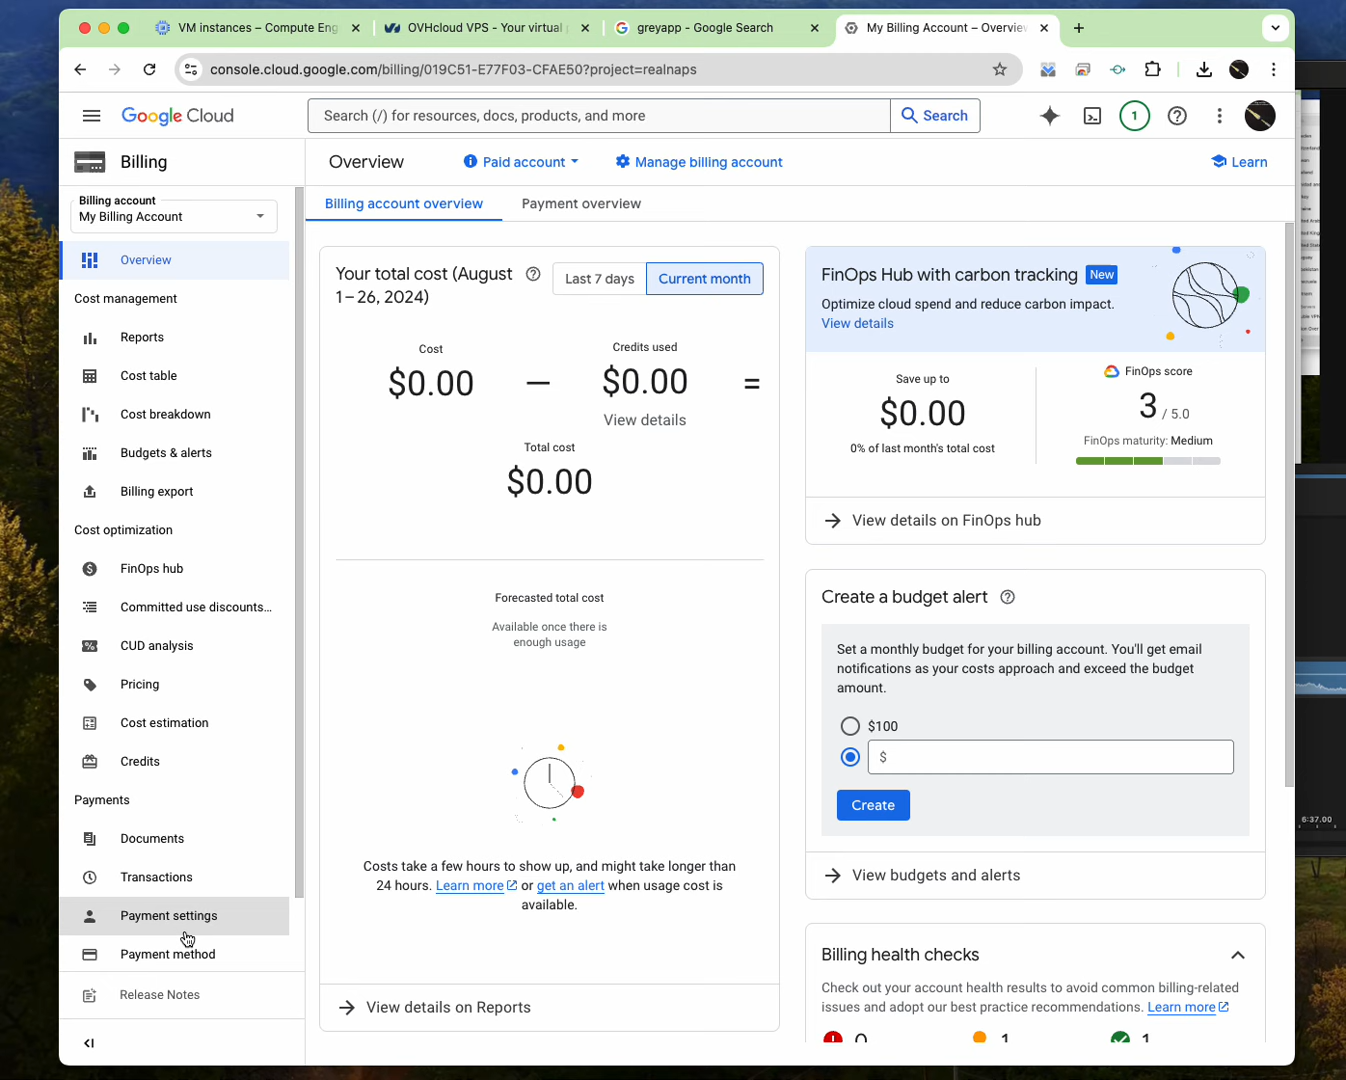 VM instances – Compute Eng
OVHcloud VPS - Your virtual
greyapp - Google Search
My Billing Account – Overview
console.cloud.google.com/billing/019C51-E77F03-CFAE50?project=realnaps
Google Cloud
Search (/) for resources, docs, products, and more
Search
1
Billing
Overview
Paid account
Manage billing account
Learn
Billing account
My Billing Account
Billing account overview
Payment overview
Overview
Cost management
Reports
Cost table
Cost breakdown
Budgets & alerts
Billing export
Cost optimization
FinOps hub
Committed use discounts...
CUD analysis
Pricing
Cost estimation
Credits
Payments
Documents
Transactions
Payment settings
Payment method
Release Notes
Your total cost (August
1 – 26, 2024)
Last 7 days
Current month
Cost
$0.00
—
Credits used
$0.00
View details
=
Total cost
$0.00
Forecasted total cost
Available once there is
enough usage
Costs take a few hours to show up, and might take longer than
24 hours. Learn more or get an alert when usage cost is
available.
View details on Reports
FinOps Hub with carbon tracking New
Optimize cloud spend and reduce carbon impact.
View details
Save up to
$0.00
0% of last month's total cost
FinOps score
3 / 5.0
FinOps maturity: Medium
View details on FinOps hub
Create a budget alert
Set a monthly budget for your billing account. You'll get email
notifications as your costs approach and exceed the budget
amount.
$100
$
Create
View budgets and alerts
Billing health checks
Check out your account health results to avoid common billing-related
issues and adopt our best practice recommendations. Learn more
0
1
1
6:37.00